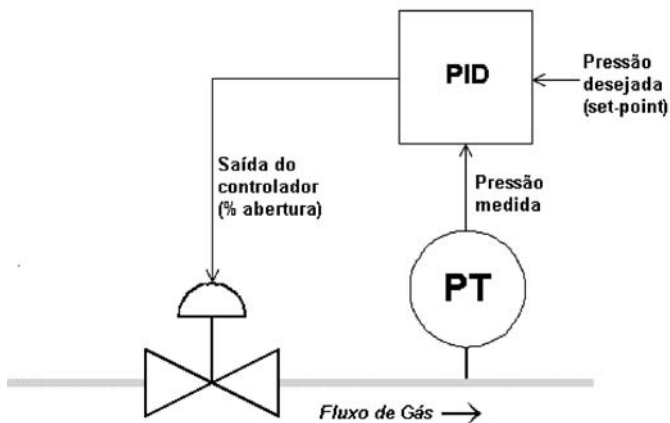 PID
Pressão
desejada
(set-point)
Saída do
controlador
(% abertura)
Pressão
medida
PT
Fluxo de Gás